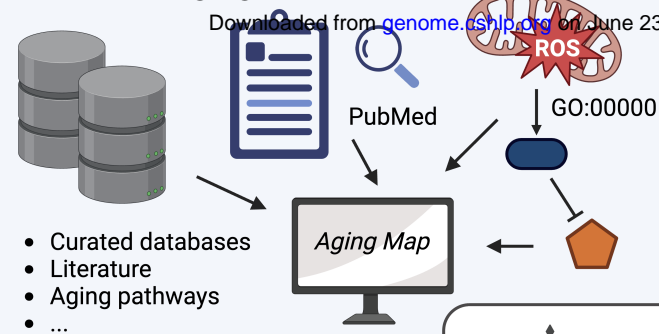 Downloaded from genome.cshlp.org on June 23
ROS
GO:00000
PubMed
Aging Map
• Curated databases
• Literature
• Aging pathways
• ...